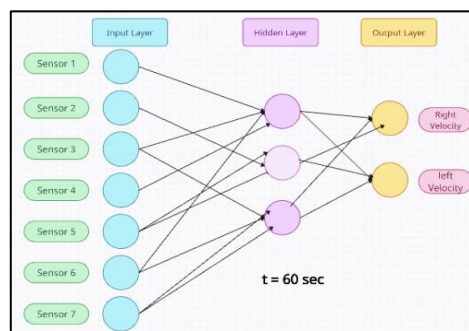 Input Layer
Hidden Layer
Output Layer
Sensor 1
Sensor 2
Sensor 3
Sensor 4
Sensor 5
Sensor 6
Sensor 7
Right
Velocity
left
Velocity
t = 60 sec